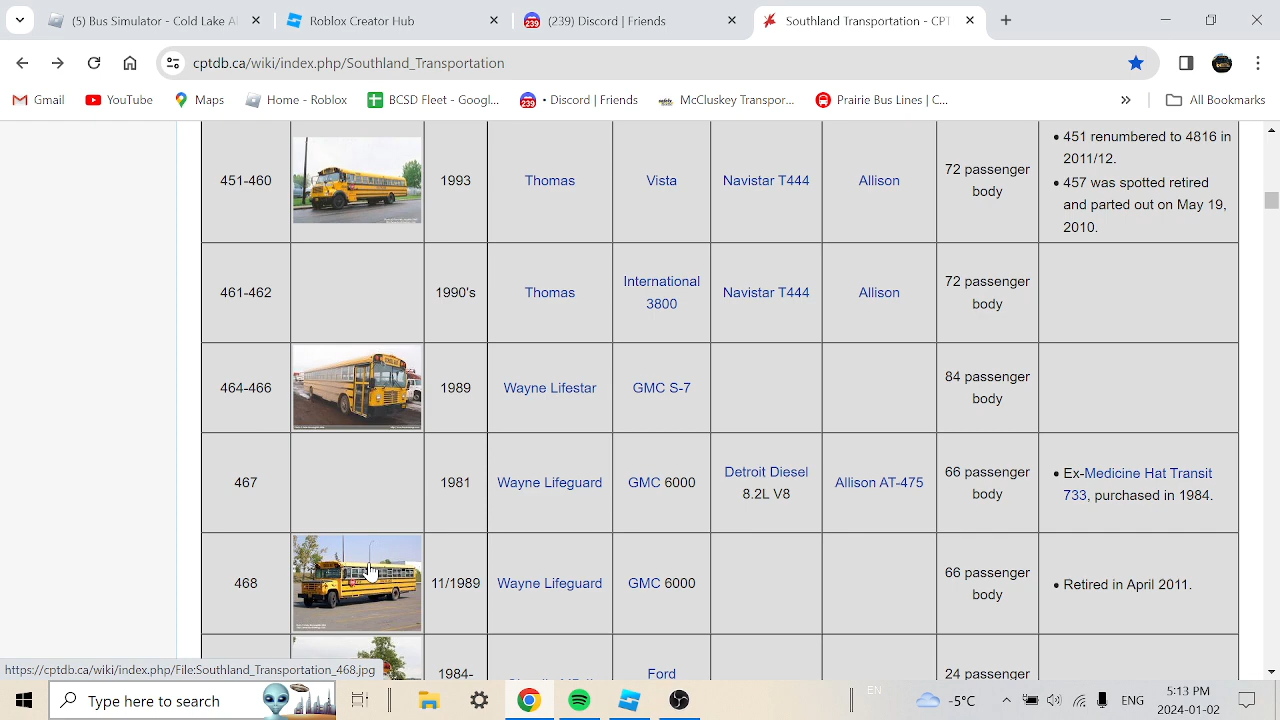 (5) Bus Simulator - Cold Lake A
Roblox Creator Hub
(239) Discord | Friends
Southland Transportation - CPT
cptdb.ca/wiki/index.php/Southland_Transportation
Gmail
YouTube
Maps
Home - Roblox
BCSD Fleet - Googl...
• Discord | Friends
McCluskey Transpor...
Prairie Bus Lines | C...
»
All Bookmarks
451-460
1993
Thomas
Vista
Navistar T444
Allison
72 passenger
body
• 451 renumbered to 4816 in
2011/12.
• 457 was spotted retired
and parted out on May 19,
2010.
461-462
1990's
Thomas
International
3800
Navistar T444
Allison
72 passenger
body
464-466
1989
Wayne Lifestar
GMC S-7
84 passenger
body
467
1981
Wayne Lifeguard
GMC 6000
Detroit Diesel
8.2L V8
Allison AT-475
66 passenger
body
• Ex-Medicine Hat Transit
733, purchased in 1984.
468
11/1989
Wayne Lifeguard
GMC 6000
66 passenger
body
• Retired in April 2011.
1984-
Ford
24 passenger
https://cptdb.ca/wiki/index.php/File:Southland_Transportation_468.jpg
Type here to search
EN
-5°C
ENG
5:13 PM
2024-01-02